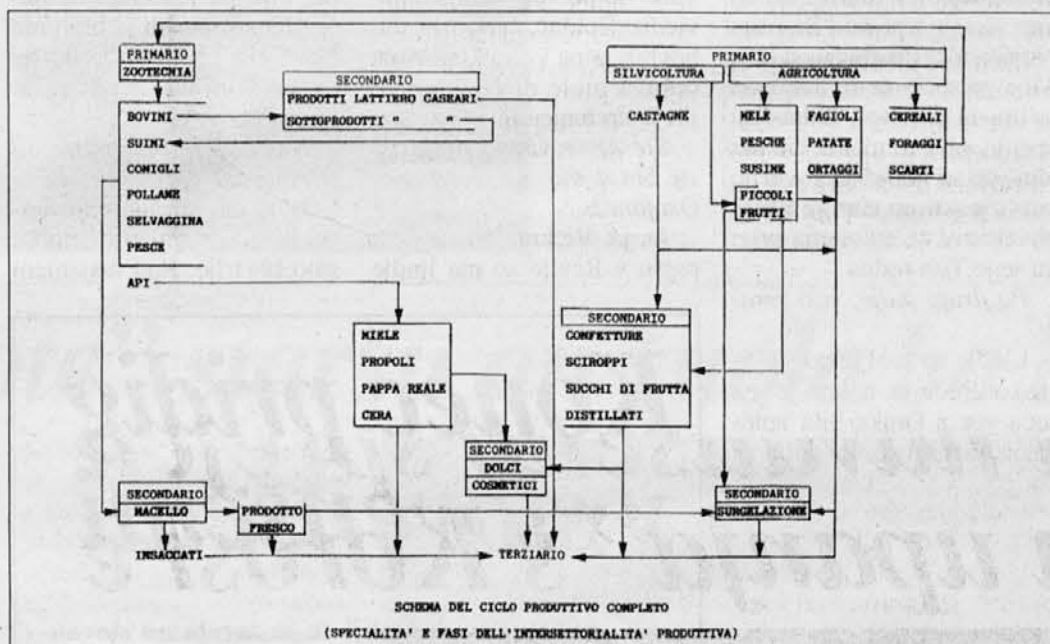 PRIMARIO
ZOOTECNIA
BOVINI
SUINI
CONIGLI
POLLAME
SELVAGGINA
PESCE
API
SECONDARIO
PRODOTTI LATTIERO CASEARI
SOTTOPRODOTTI " "
PRIMARIO
SILVICOLTURA AGRICOLTURA
CASTAGNE
MELE
PESCHE
SUSINE
PICCOLI
FRUTTI
FAGIOLI
PATATE
ORTAGGI
CEREALI
FORAGGI
SCARTI
MIELE
PROPOLI
PAPPA REALE
CERA
SECONDARIO
CONFETTURE
SCIROPPI
SUCCHI DI FRUTTA
DISTILLATI
SECONDARIO
DOLCI
COSMETICI
SECONDARIO
MACELLO
PRODOTTO
FRESCO
SECONDARIO
SURGELAZIONE
INSACCATI
TERZIARIO
SCHEMA DEL CICLO PRODUTTIVO COMPLETO
(SPECIALITA' E FASI DELL'INTERSETTORIALITA' PRODUTTIVA)